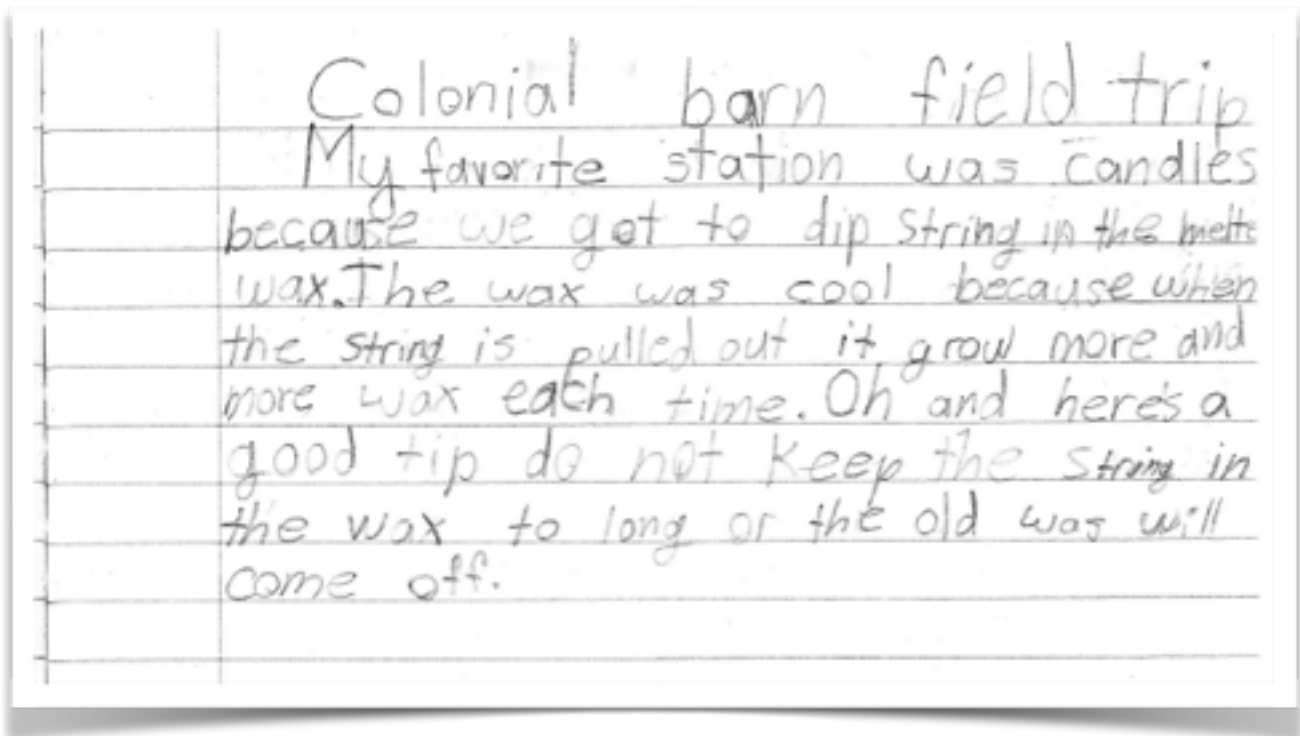 Colonial barn field trip
My favorite station was candles
because we got to dip string in the melte
wax. The wax was cool because when
the string is pulled out it grow more and
more wax each time. Oh and here's a
good tip do not keep the string in
the wax to long or the old was will
come off.